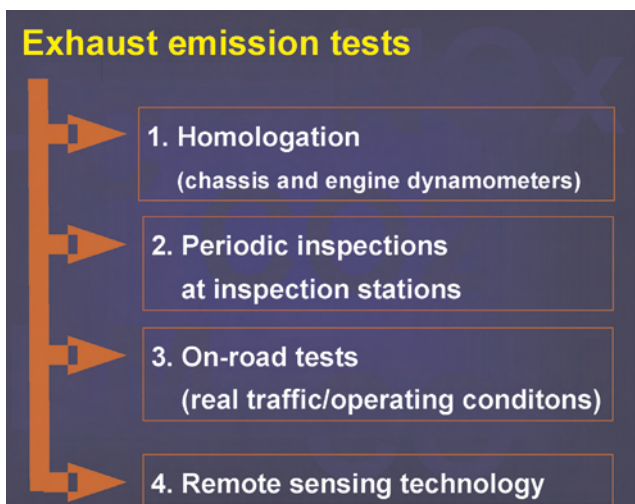 Exhaust emission tests
1. Homologation
(chassis and engine dynamometers)
2. Periodic inspections
at inspection stations
3. On-road tests
(real traffic/operating conditons)
4. Remote sensing technology